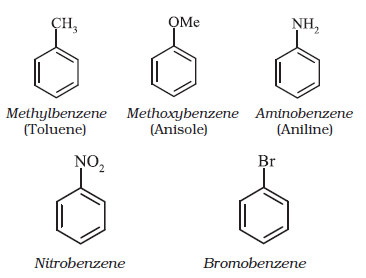 CH₃ OMe NH₂
Methylbenzene Methoxybenzene Aminobenzene
(Toluene) (Anisole) (Aniline)
NO₂ Br
Nitrobenzene Bromobenzene